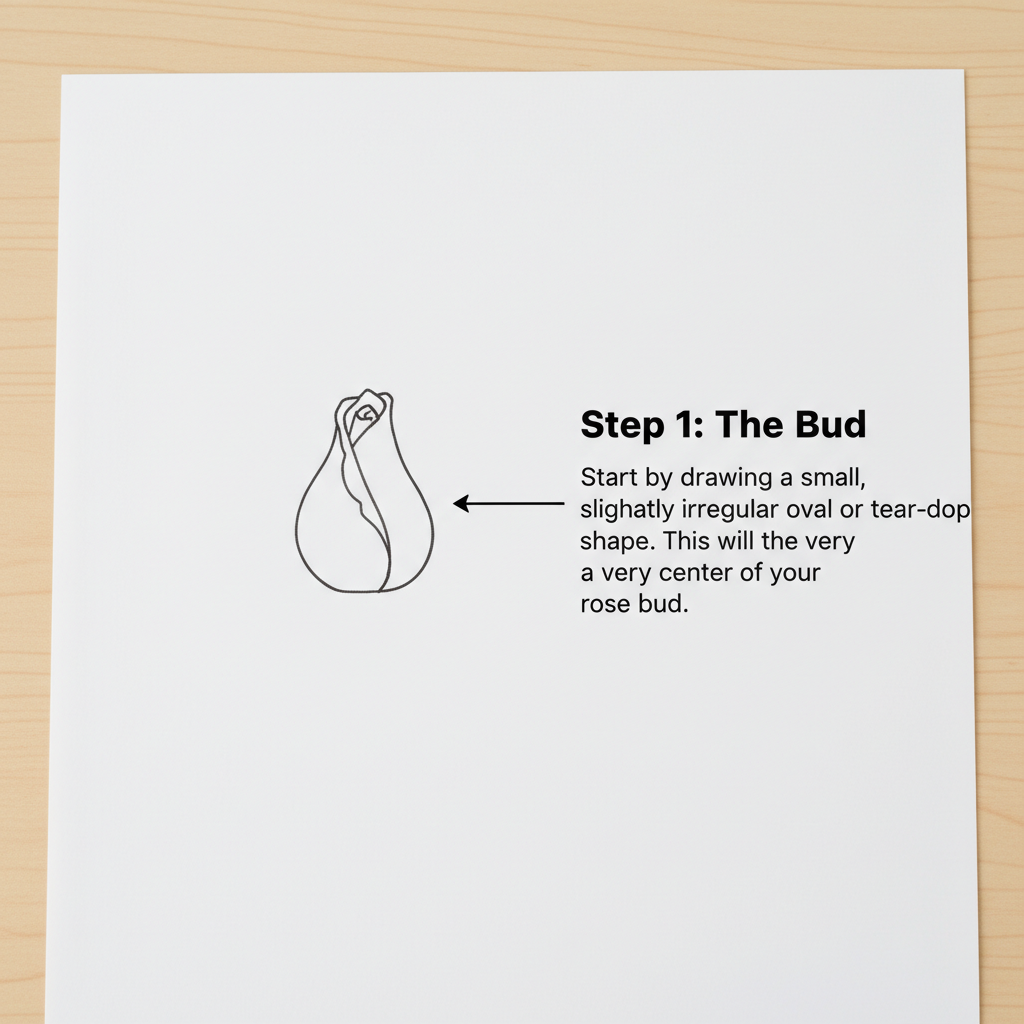 Step 1: The Bud
Start by drawing a small,
slighatly irregular oval or tear-dop
shape. This will the very
a very center of your
rose bud.